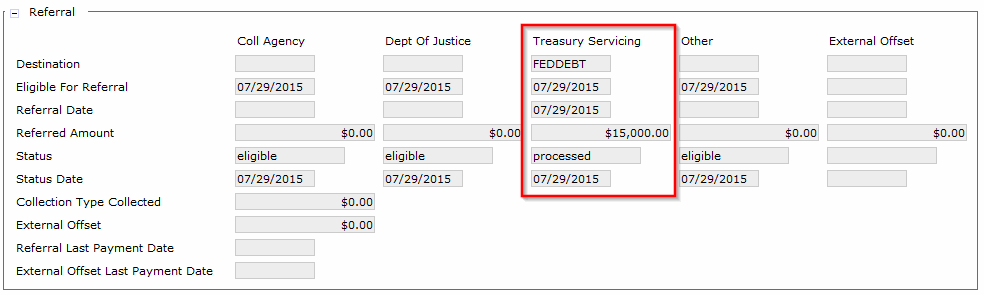 Referral
Coll Agency Dept Of Justice Treasury Servicing Other External Offset
Destination FEDDEBT
Eligible For Referral 07/29/2015 07/29/2015 07/29/2015 07/29/2015
Referral Date 07/29/2015
Referred Amount $0.00 $0.00 $15,000.00 $0.00 $0.00
Status eligible eligible processed eligible
Status Date 07/29/2015 07/29/2015 07/29/2015 07/29/2015
Collection Type Collected $0.00
External Offset $0.00
Referral Last Payment Date
External Offset Last Payment Date